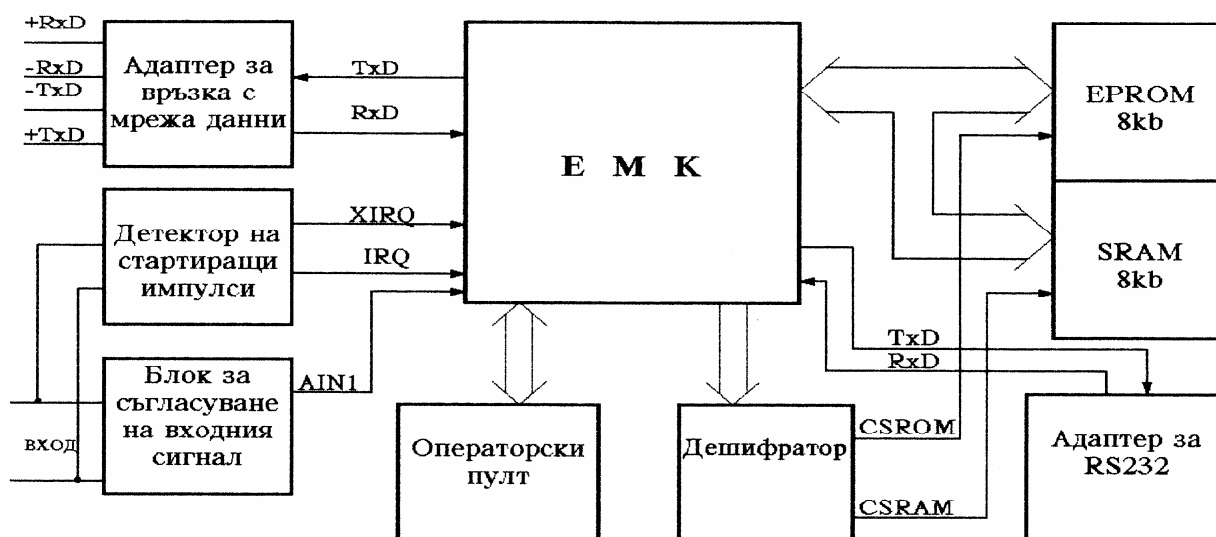 +RxD
-RxD
-TxD
+TxD
Адаптер за
връзка с
мрежа данни
TxD
RxD
Е М К
EPROM
8kb
SRAM
8kb
Детектор на
стартиращи
импулси
XIRQ
IRQ
AIN1
Блок за
съгласуване
на входния
сигнал
вход
Операторски
пулт
Дешифратор
CSROM
CSRAM
TxD
RxD
Адаптер за
RS232